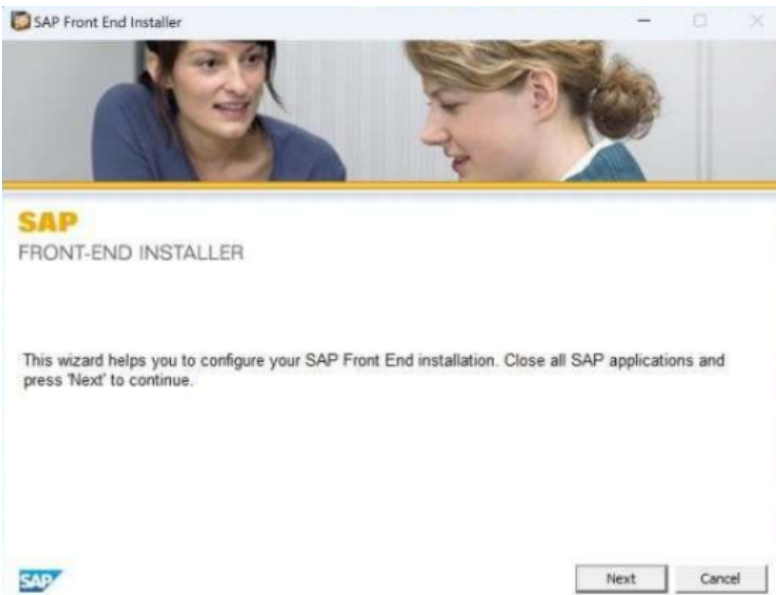 SAP Front End Installer
SAP
FRONT-END INSTALLER
This wizard helps you to configure your SAP Front End installation. Close all SAP applications and
press 'Next' to continue.
SAP
Next
Cancel